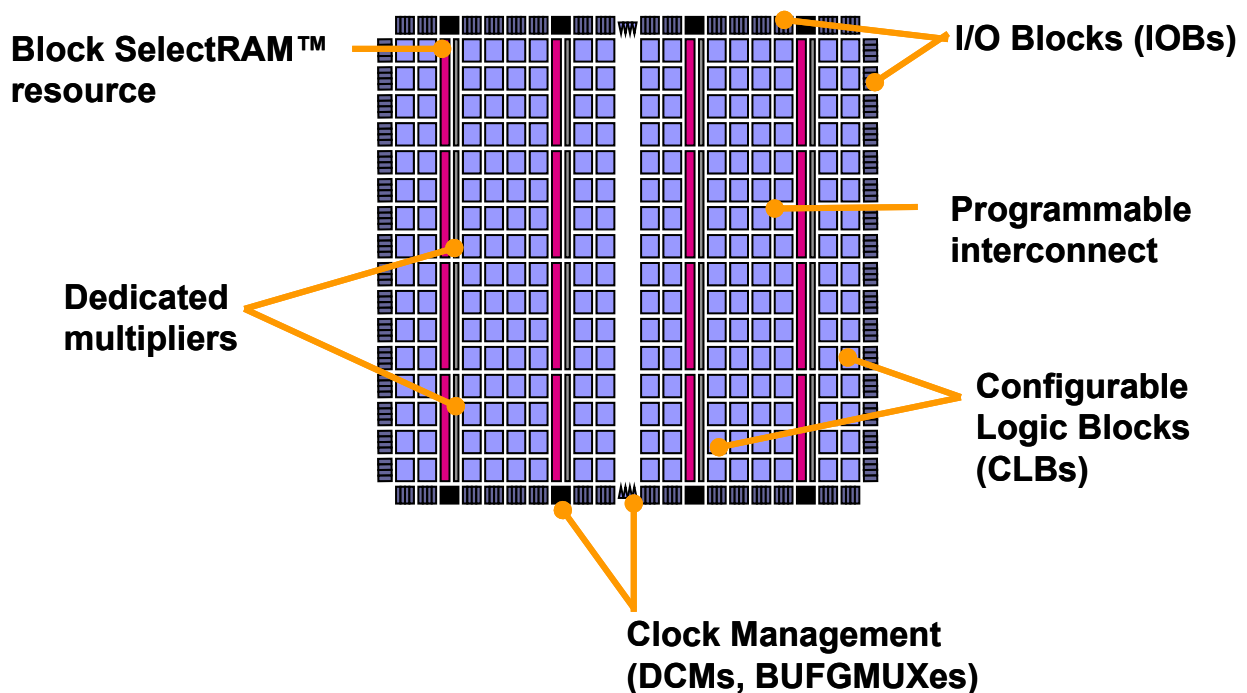 Block SelectRAM™
resource
I/O Blocks (IOBs)
Programmable
interconnect
Dedicated
multipliers
Configurable
Logic Blocks
(CLBs)
Clock Management
(DCMs, BUFGMUXes)